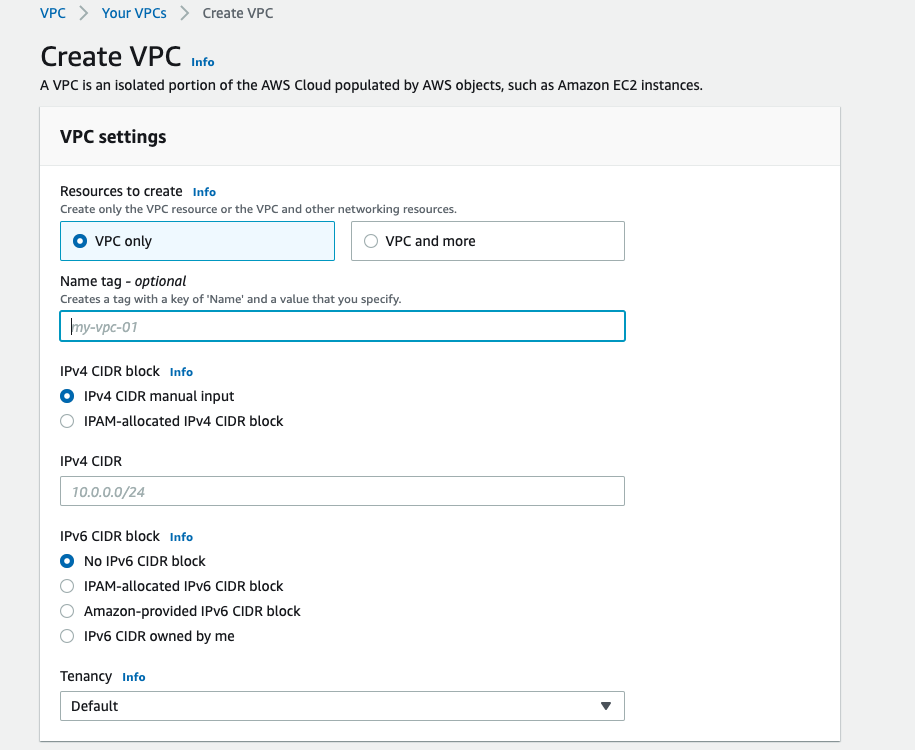 VPC > Your VPCs > Create VPC
Create VPC Info
A VPC is an isolated portion of the AWS Cloud populated by AWS objects, such as Amazon EC2 instances.
VPC settings
Resources to create Info
Create only the VPC resource or the VPC and other networking resources.
VPC only
VPC and more
Name tag - optional
Creates a tag with a key of 'Name' and a value that you specify.
my-vpc-01
IPv4 CIDR block Info
IPv4 CIDR manual input
IPAM-allocated IPv4 CIDR block
IPv4 CIDR
10.0.0.0/24
IPv6 CIDR block Info
No IPv6 CIDR block
IPAM-allocated IPv6 CIDR block
Amazon-provided IPv6 CIDR block
IPv6 CIDR owned by me
Tenancy Info
Default